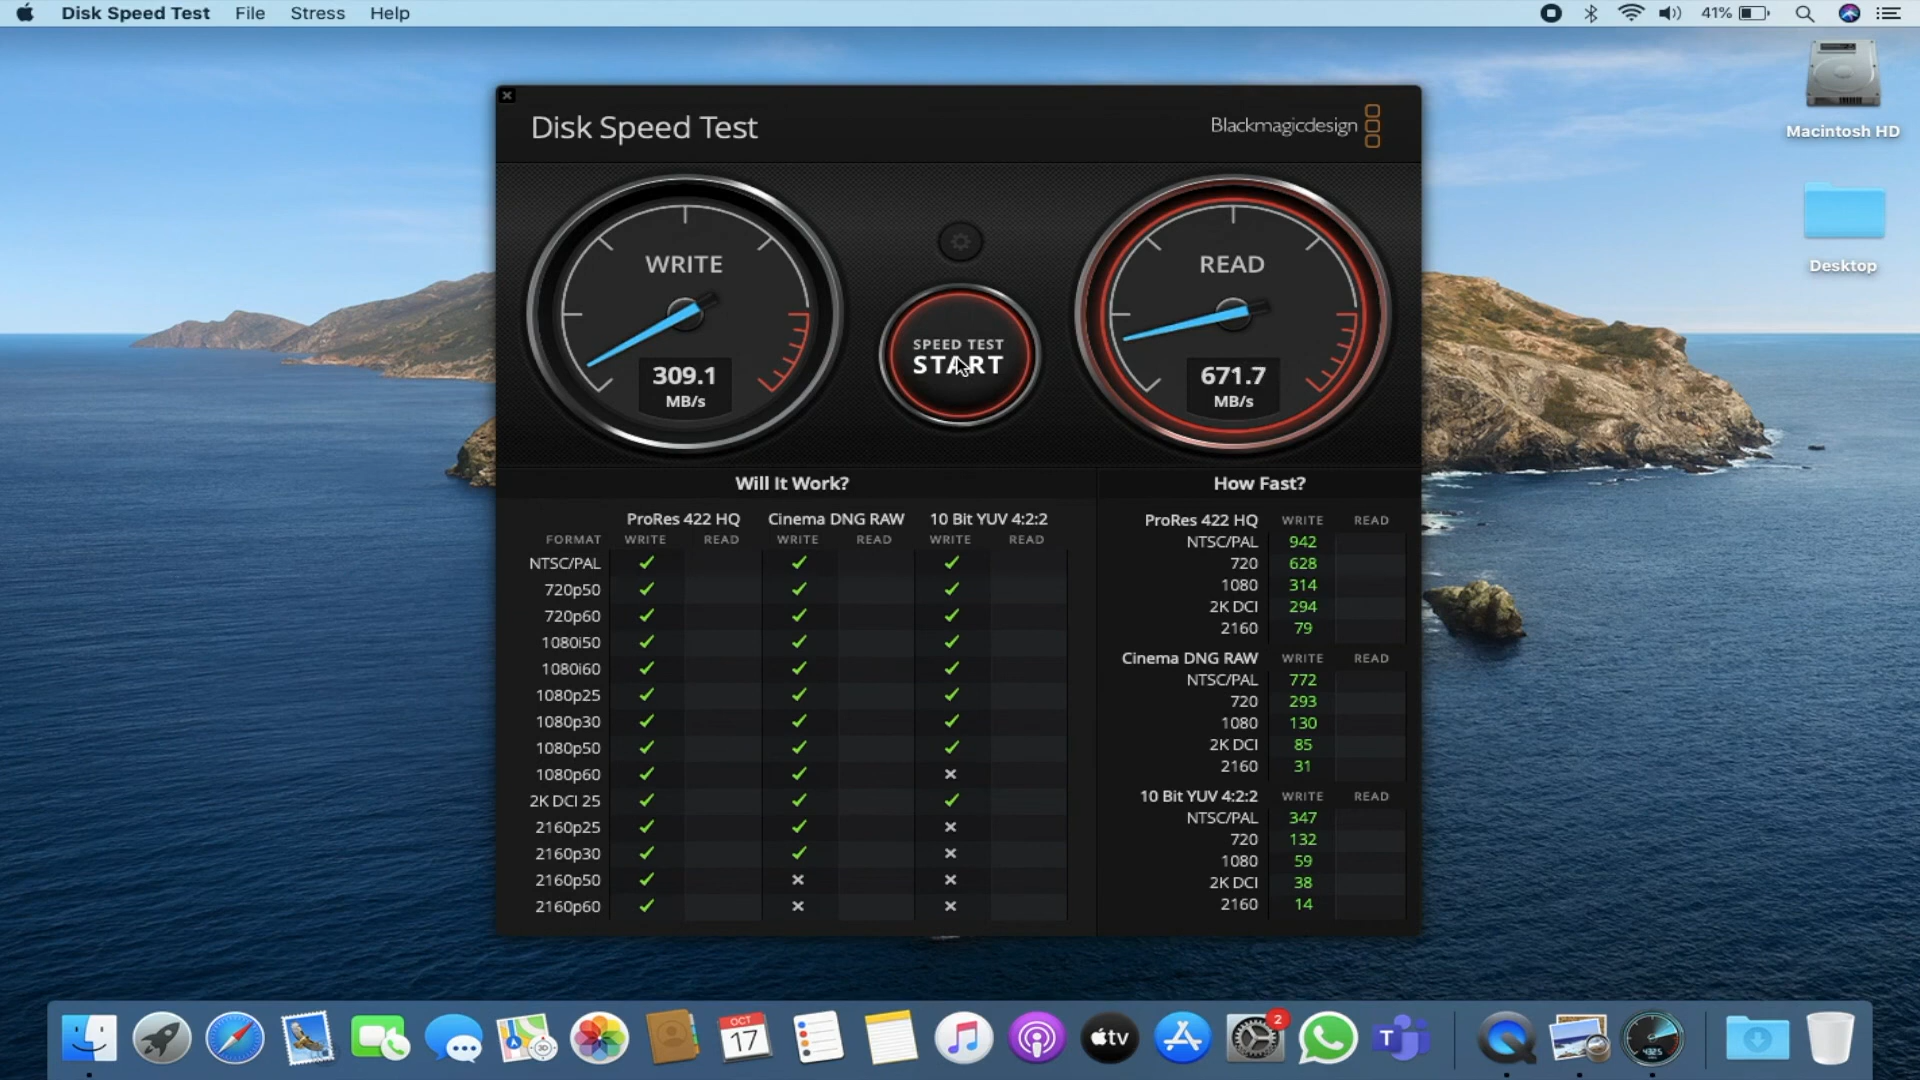 Disk Speed Test File Stress Help 41%
Macintosh HD
Desktop
Disk Speed Test
Blackmagicdesign
WRITE
309.1
MB/s
SPEED TEST
START
READ
671.7
MB/s
Will It Work?
ProRes 422 HQ Cinema DNG RAW 10 Bit YUV 4:2:2
FORMAT WRITE READ WRITE READ WRITE READ
NTSC/PAL ✓ ✓ ✓
720p50 ✓ ✓ ✓
720p60 ✓ ✓ ✓
1080i50 ✓ ✓ ✓
1080i60 ✓ ✓ ✓
1080p25 ✓ ✓ ✓
1080p30 ✓ ✓ ✓
1080p50 ✓ ✓ ✓
1080p60 ✓ ✓ ×
2K DCI 25 ✓ ✓ ✓
2160p25 ✓ ✓ ×
2160p30 ✓ ✓ ×
2160p50 ✓ × ×
2160p60 ✓ × ×
How Fast?
ProRes 422 HQ WRITE READ
NTSC/PAL 942
720 628
1080 314
2K DCI 294
2160 79
Cinema DNG RAW WRITE READ
NTSC/PAL 772
720 293
1080 130
2K DCI 85
2160 31
10 Bit YUV 4:2:2 WRITE READ
NTSC/PAL 347
720 132
1080 59
2K DCI 38
2160 14
3D
OCT
17
tv
2
T